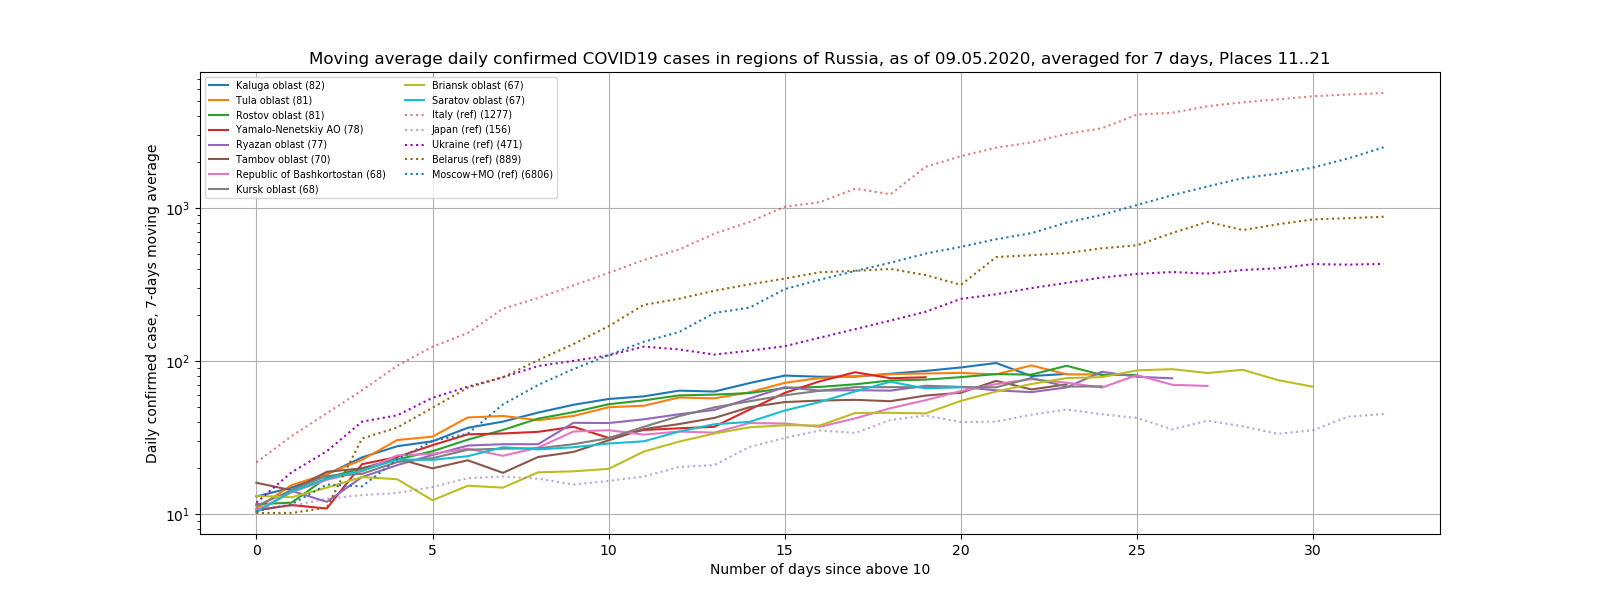 Moving average daily confirmed COVID19 cases in regions of Russia, as of 09.05.2020, averaged for 7 days, Places 11..21
Kaluga oblast (82)
Tula oblast (81)
Rostov oblast (81)
Yamalo-Nenetskiy AO (78)
Ryazan oblast (77)
Tambov oblast (70)
Republic of Bashkortostan (68)
Kursk oblast (68)
Briansk oblast (67)
Saratov oblast (67)
Italy (ref) (1277)
Japan (ref) (156)
Ukraine (ref) (471)
Belarus (ref) (889)
Moscow+MO (ref) (6806)
Daily confirmed case, 7-days moving average
10³
10²
10¹
0 5 10 15 20 25 30
Number of days since above 10